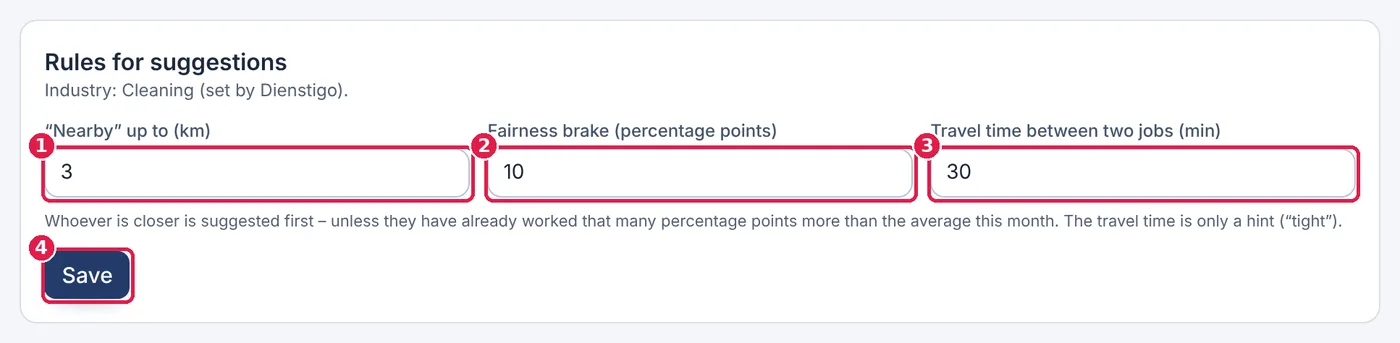 Rules for suggestions
Industry: Cleaning (set by Dienstigo).
“Nearby” up to (km)
Fairness brake (percentage points)
Travel time between two jobs (min)
1
2
3
3
10
30
Whoever is closer is suggested first – unless they have already worked that many percentage points more than the average this month. The travel time is only a hint (“tight”).
4
Save